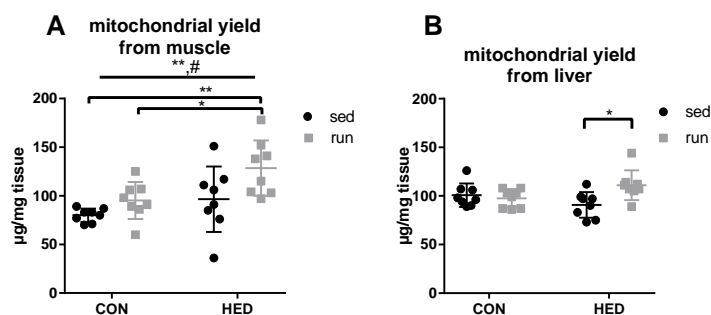 A
mitochondrial yield
from muscle
**,#
**
*
µg/mg tissue
200
150
100
50
0
CON
HED
sed
run
B
mitochondrial yield
from liver
*
µg/mg tissue
200
150
100
50
0
CON
HED
sed
run